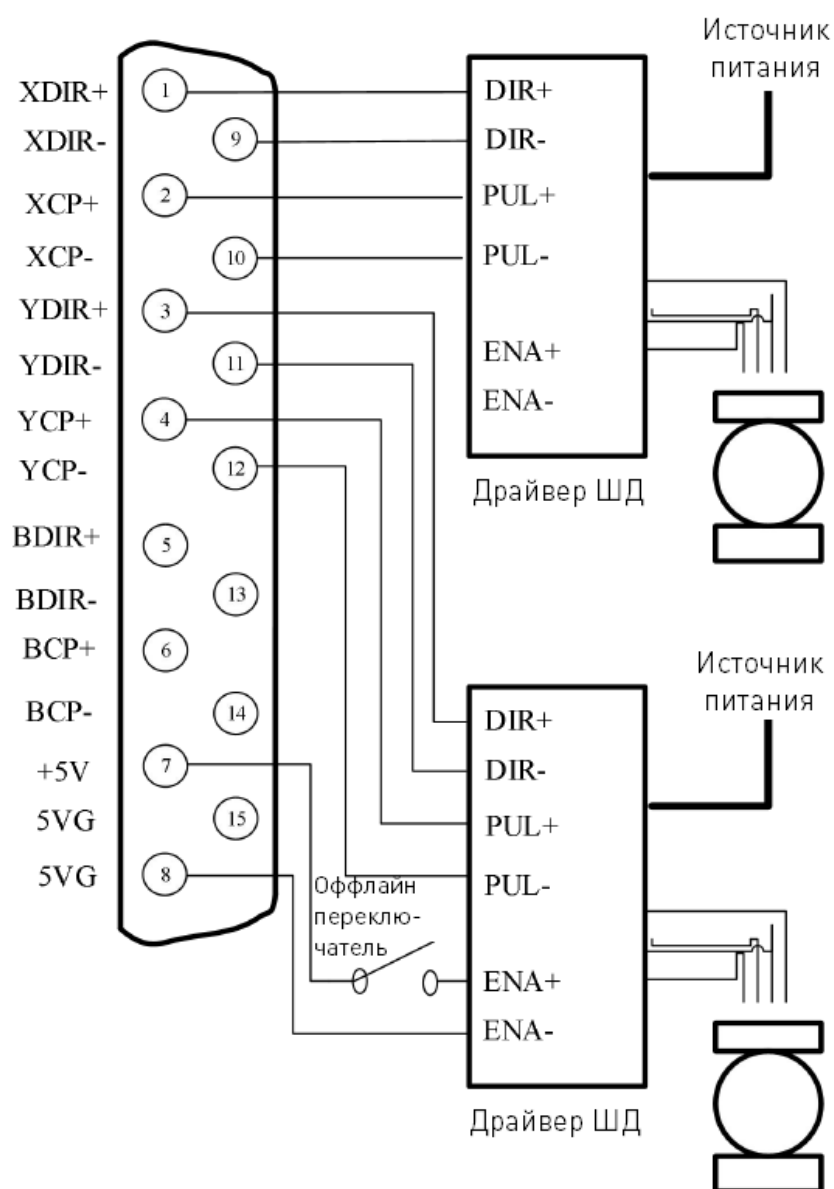 XDIR+
1
XDIR-
9
XCP+
2
XCP-
10
YDIR+
3
YDIR-
11
YCP+
4
YCP-
12
BDIR+
5
BDIR-
13
BCP+
6
BCP-
14
+5V
7
5VG
15
5VG
8
DIR+
DIR-
PUL+
PUL-
ENA+
ENA-
Драйвер ШД
Источник
питания
DIR+
DIR-
PUL+
PUL-
ENA+
ENA-
Драйвер ШД
Источник
питания
Оффлайн
переклю-
чатель